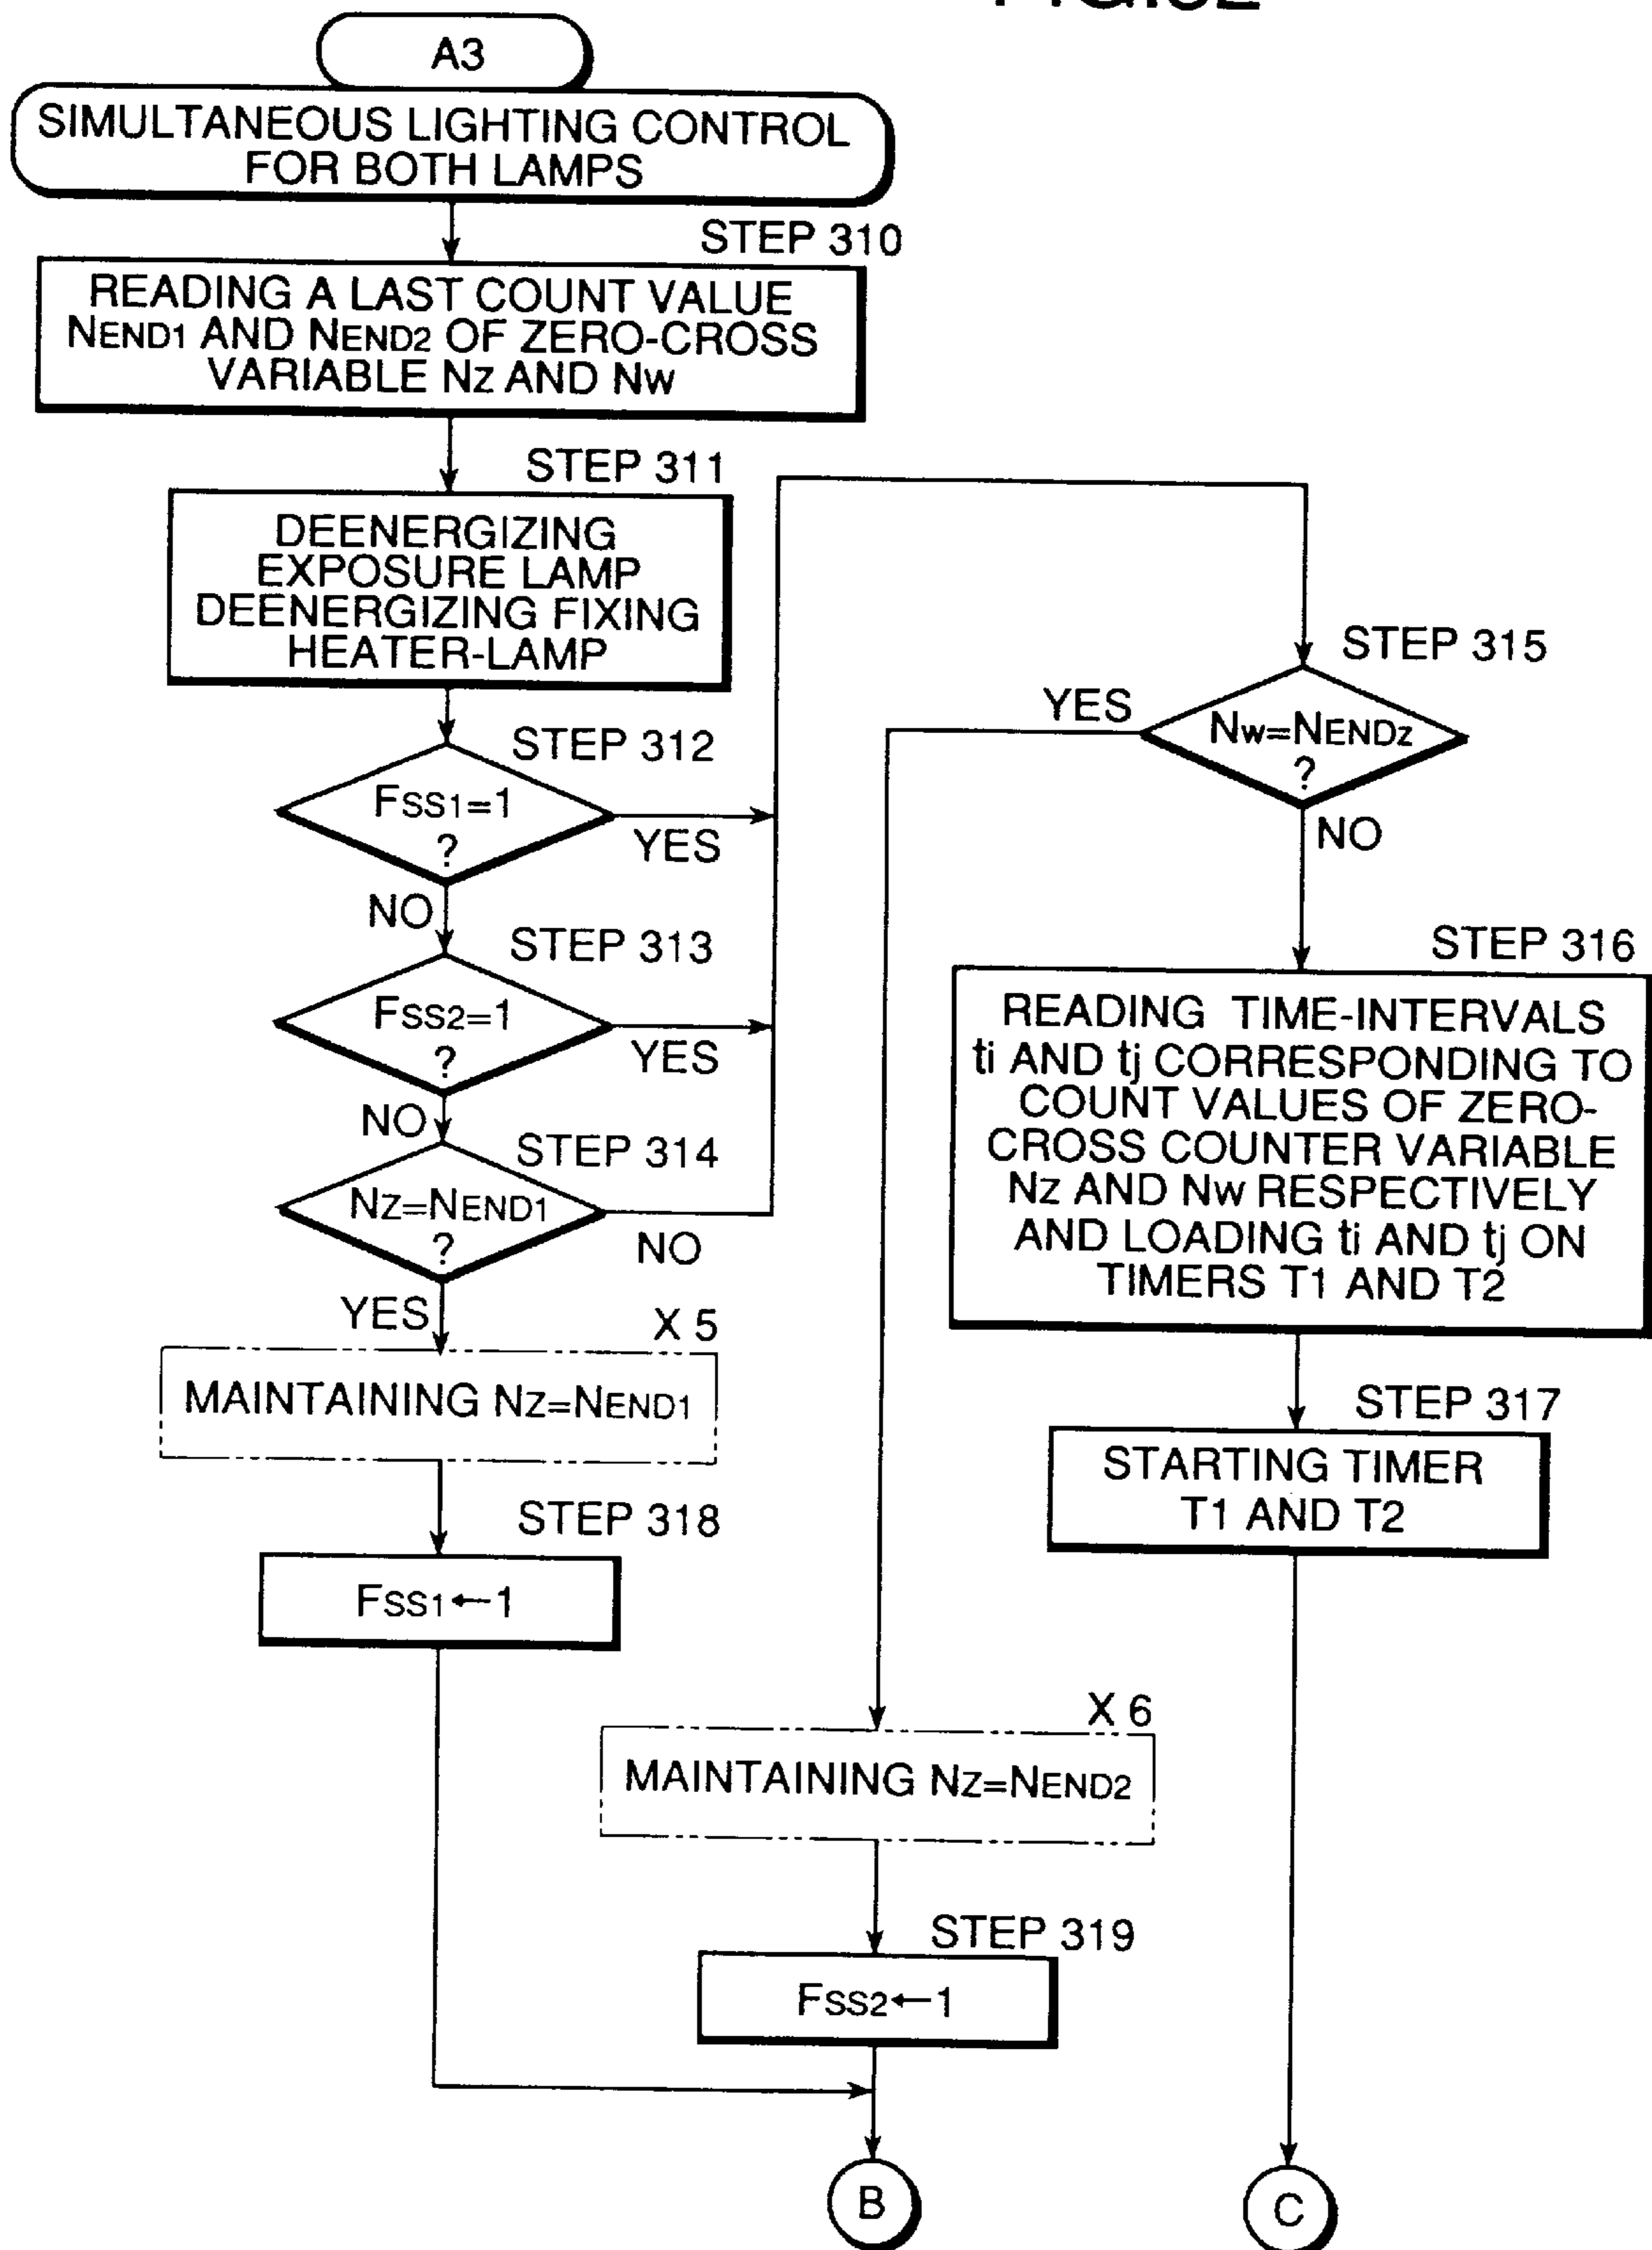 A3
SIMULTANEOUS LIGHTING CONTROL
FOR BOTH LAMPS
STEP 310
READING A LAST COUNT VALUE
NEND1 AND NEND2 OF ZERO-CROSS
VARIABLE NZ AND NW
STEP 311
DEENERGIZING
EXPOSURE LAMP
DEENERGIZING FIXING
HEATER-LAMP
STEP 312
FSS1=1
?
YES
NO
STEP 313
FSS2=1
?
YES
NO
STEP 314
NZ=NEND1
?
NO
YES
X 5
MAINTAINING NZ=NEND1
STEP 318
FSS1←1
STEP 315
YES
NW=NENDZ
?
NO
STEP 316
READING TIME-INTERVALS
ti AND tj CORRESPONDING TO
COUNT VALUES OF ZERO-
CROSS COUNTER VARIABLE
NZ AND NW RESPECTIVELY
AND LOADING ti AND tj ON
TIMERS T1 AND T2
STEP 317
STARTING TIMER
T1 AND T2
X 6
MAINTAINING NZ=NEND2
STEP 319
FSS2←1
B
C